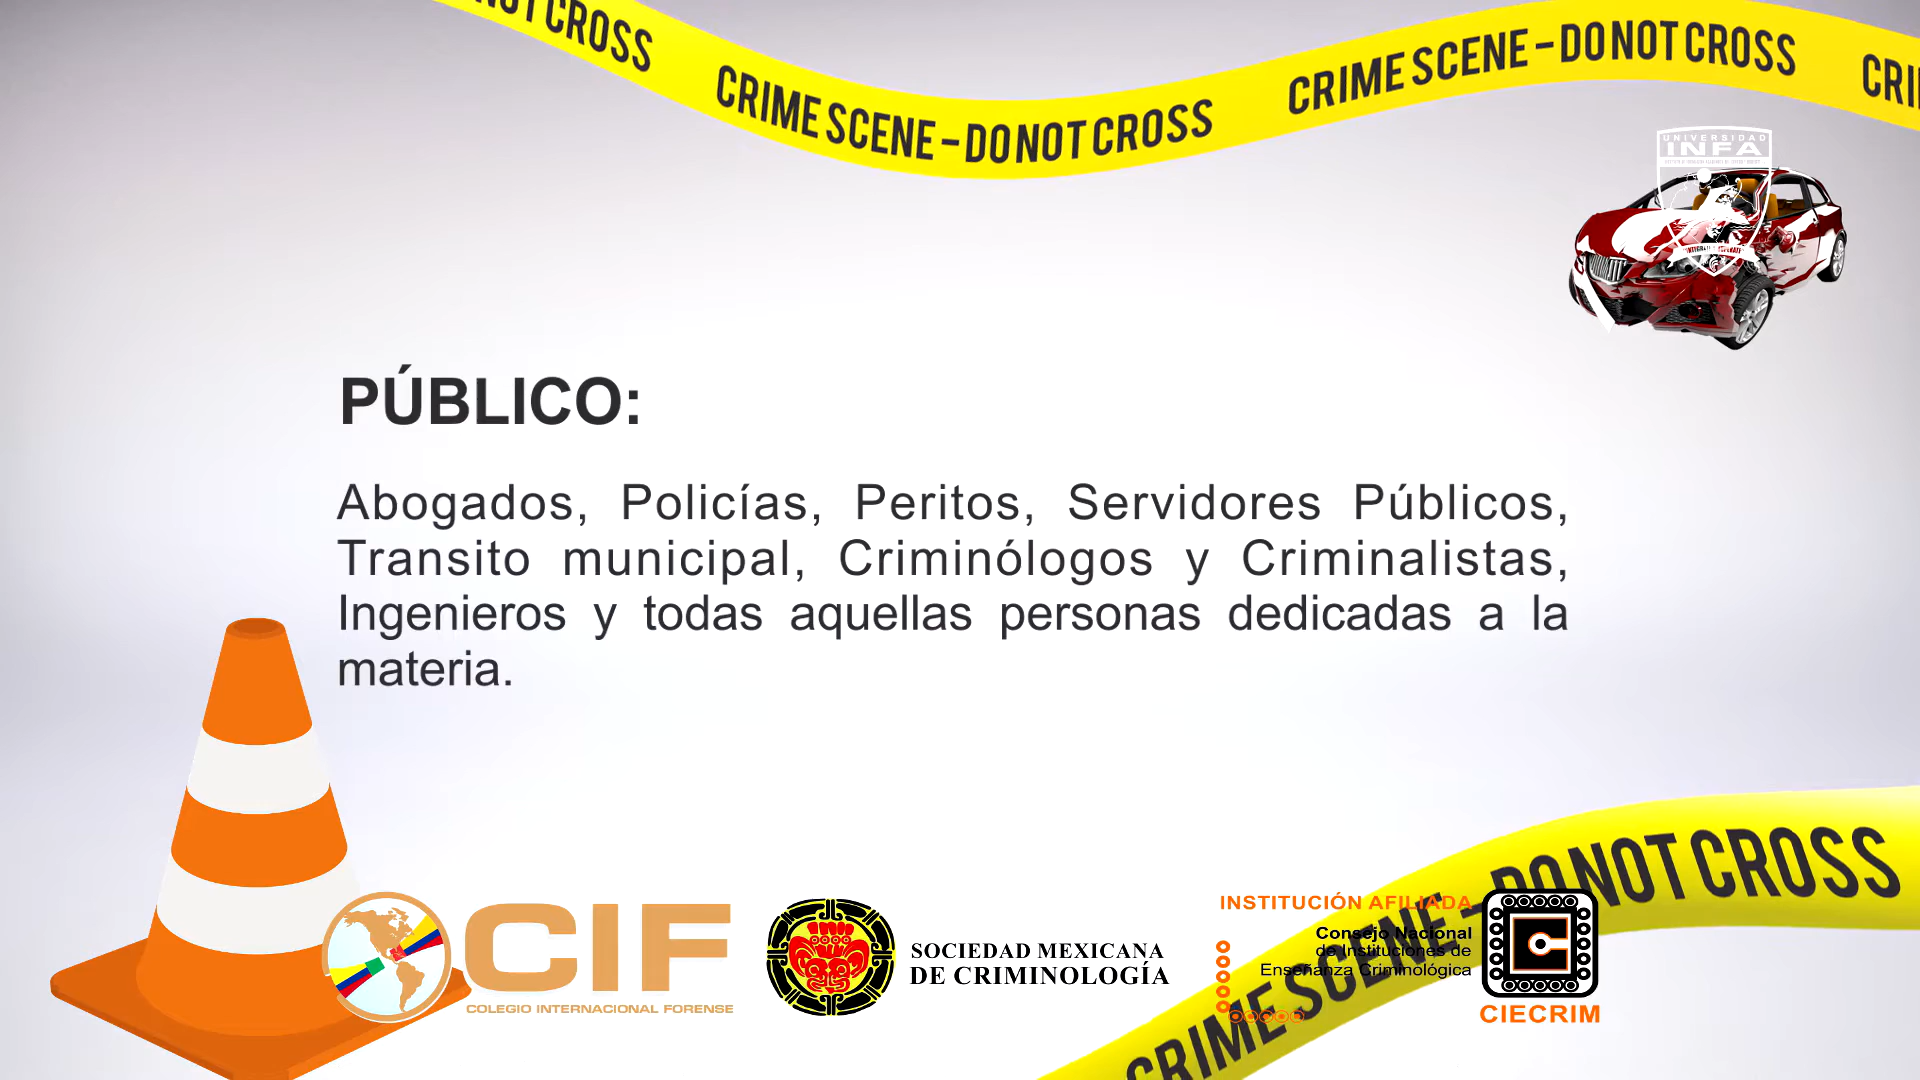 NOT CROSS
CRIME SCENE – DO NOT CROSS
CRIME SCENE – DO NOT CROSS
CRI
UNIVERSIDAD
INFA
PÚBLICO:
Abogados, Policías, Peritos, Servidores Públicos,
Transito municipal, Criminólogos y Criminalistas,
Ingenieros y todas aquellas personas dedicadas a la
materia.
CIF
COLEGIO INTERNACIONAL FORENSE
SOCIEDAD MEXICANA
DE CRIMINOLOGÍA
INSTITUCIÓN AFILIADA
Consejo Nacional
de Instituciones de
Enseñanza Criminológica
CIECRIM
CRIME SCENE – DO NOT CROSS